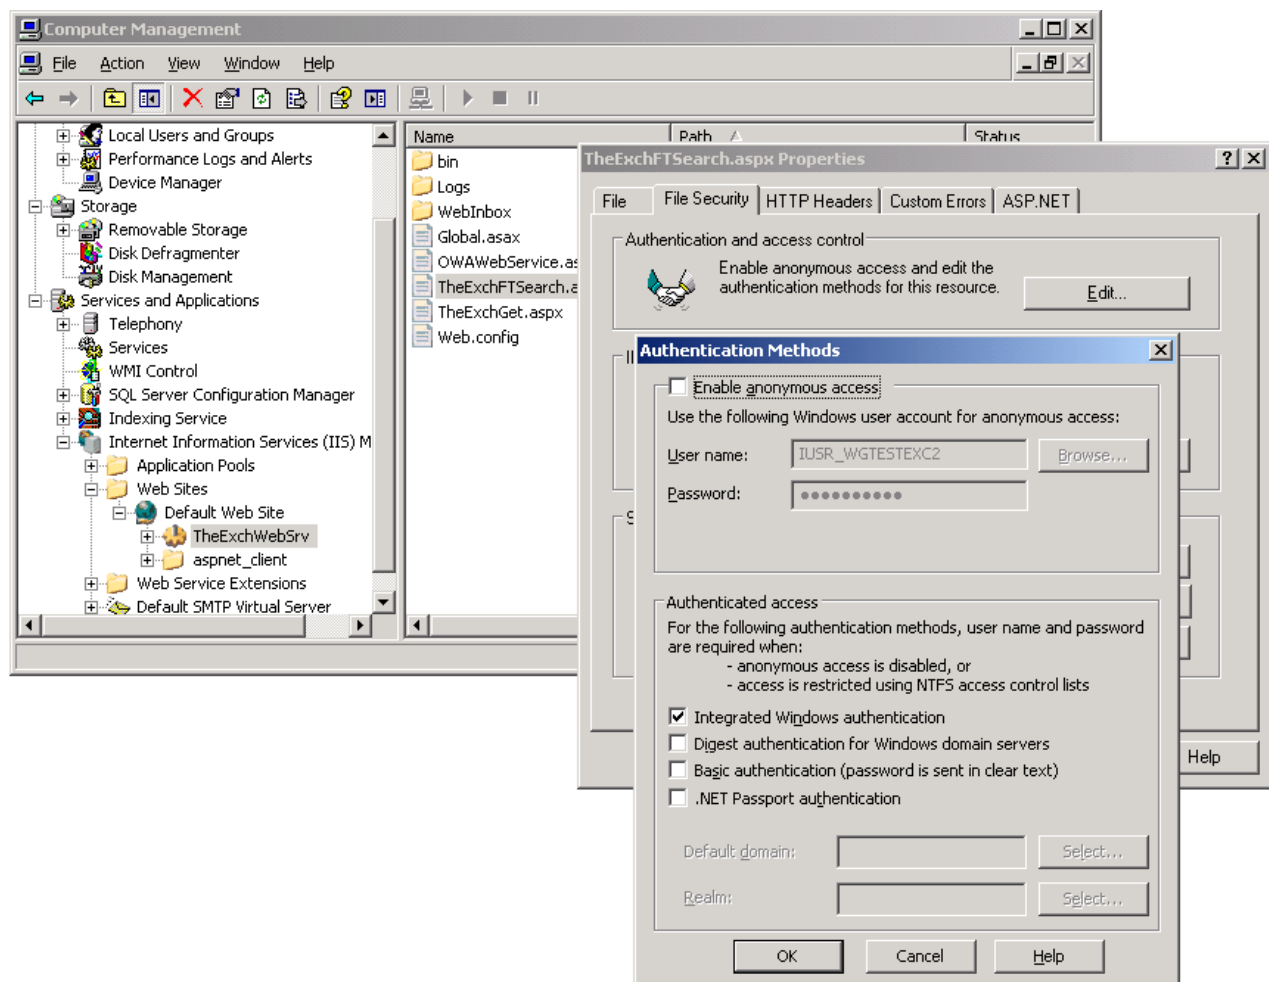 Computer Management
File Action View Window Help
Local Users and Groups
Performance Logs and Alerts
Device Manager
Storage
Removable Storage
Disk Defragmenter
Disk Management
Services and Applications
Telephony
Services
WMI Control
SQL Server Configuration Manager
Indexing Service
Internet Information Services (IIS) M
Application Pools
Web Sites
Default Web Site
TheExchWebSrv
aspnet_client
Web Service Extensions
Default SMTP Virtual Server
Name Path Status
bin
Logs
WebInbox
Global.asax
OWAWebService.as
TheExchFTSearch.a
TheExchGet.aspx
Web.config
TheExchFTSearch.aspx Properties
File File Security HTTP Headers Custom Errors ASP.NET
Authentication and access control
Enable anonymous access and edit the
authentication methods for this resource.
Edit...
Authentication Methods
Enable anonymous access
Use the following Windows user account for anonymous access:
User name: IUSR_WGTESTEXC2 Browse...
Password: ●●●●●●●●●●
Authenticated access
For the following authentication methods, user name and password
are required when:
- anonymous access is disabled, or
- access is restricted using NTFS access control lists
Integrated Windows authentication
Digest authentication for Windows domain servers
Basic authentication (password is sent in clear text)
.NET Passport authentication
Default domain: Select...
Realm: Select...
OK Cancel Help
Help